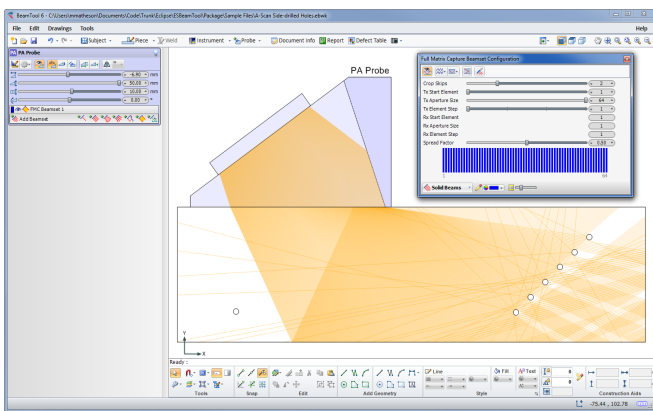 BeamTool 6 - C:\Users\mmatheson\Documents\Code\Trunk\Eclipse\ESBeamTool\Package\Sample Files\A-Scan Side-drilled Holes.ebwk
File Edit Drawings Tools Help
Subject Piece Weld Instrument Probe Document Info Report Defect Table
PA Probe
-6.90 mm
50.00 mm
10.00 mm
0.00 °
FMC Beamset 1
Add Beamset
PA Probe
Full Matrix Capture Beamset Configuration
Crop Skips 2
Tx Start Element 1
Tx Aperture Size 64
Tx Element Step 1
Rx Start Element 1
Rx Aperture Size 1
Rx Element Step 1
Spread Factor 0.88
1 64
Solid Beams
Y
X
Ready :
Line Fill Text
Tools Snap Edit Add Geometry Style Construction Aids
-75.44 , 102.78